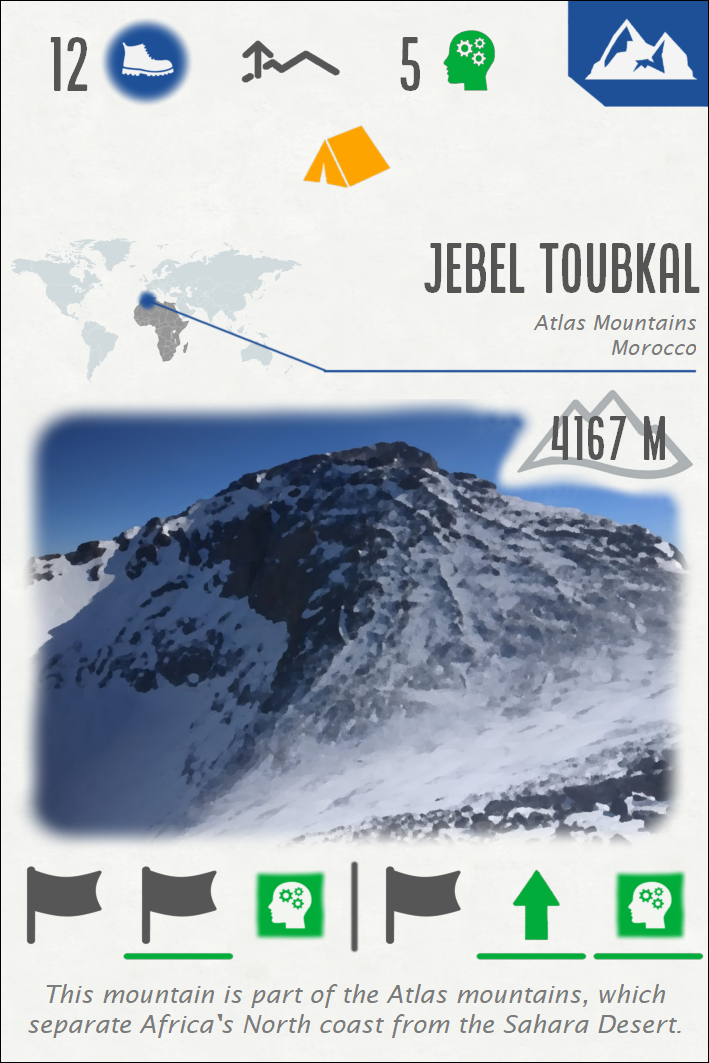 12
5
JEBEL TOUBKAL
Atlas Mountains
Morocco
4167 M
This mountain is part of the Atlas mountains, which
separate Africa's North coast from the Sahara Desert.